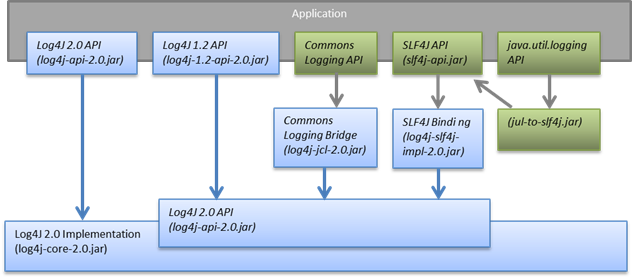 Application
Log4J 2.0 API
(log4j-api-2.0.jar)
Log4J 1.2 API
(log4j-1.2-api-2.0.jar)
Commons
Logging API
SLF4J API
(slf4j-api.jar)
java.util.logging
API
Commons
Logging Bridge
(log4j-jcl-2.0.jar)
SLF4J Binding
(log4j-slf4j-
impl-2.0.jar)
(jul-to-slf4j.jar)
Log4J 2.0 API
(log4j-api-2.0.jar)
Log4J 2.0 Implementation
(log4j-core-2.0.jar)